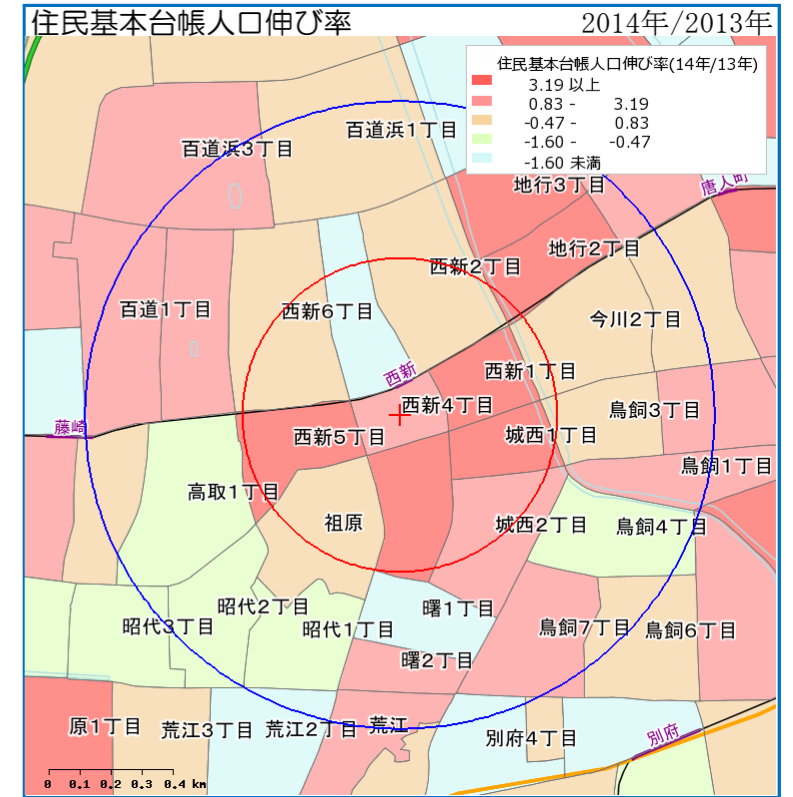 住民基本台帳人口伸び率
2014年/2013年
住民基本台帳人口伸び率(14年/13年)
3.19 以上
0.83 - 3.19
-0.47 - 0.83
-1.60 - -0.47
-1.60 未満
百道浜1丁目
百道浜3丁目
地行3丁目
唐人町
地行2丁目
西新2丁目
百道1丁目
西新6丁目
今川2丁目
西新
西新1丁目
西新4丁目
鳥飼3丁目
藤崎
西新5丁目
城西1丁目
鳥飼1丁目
高取1丁目
祖原
城西2丁目
鳥飼4丁目
昭代2丁目
曙1丁目
昭代3丁目
昭代1丁目
鳥飼7丁目
鳥飼6丁目
曙2丁目
原1丁目
荒江3丁目
荒江2丁目
荒江
別府4丁目
別府
0 0.1 0.2 0.3 0.4 km